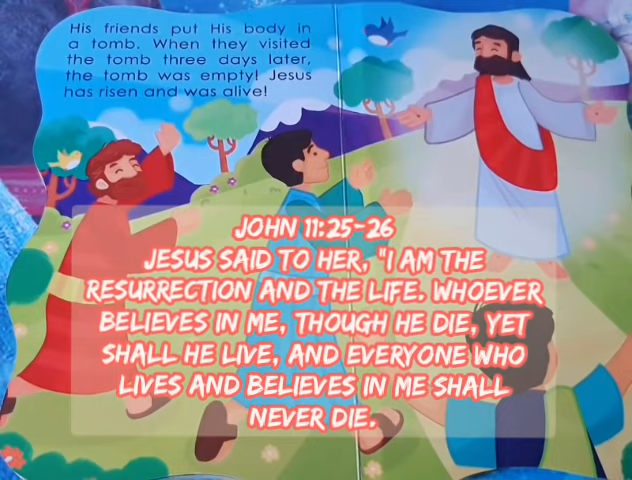 His friends put His body in
a tomb. When they visited
the tomb three days later,
the tomb was empty! Jesus
has risen and was alive!
JOHN 11:25-26
JESUS SAID TO HER, "I AM THE
RESURRECTION AND THE LIFE. WHOEVER
BELIEVES IN ME, THOUGH HE DIE, YET
SHALL HE LIVE, AND EVERYONE WHO
LIVES AND BELIEVES IN ME SHALL
NEVER DIE.